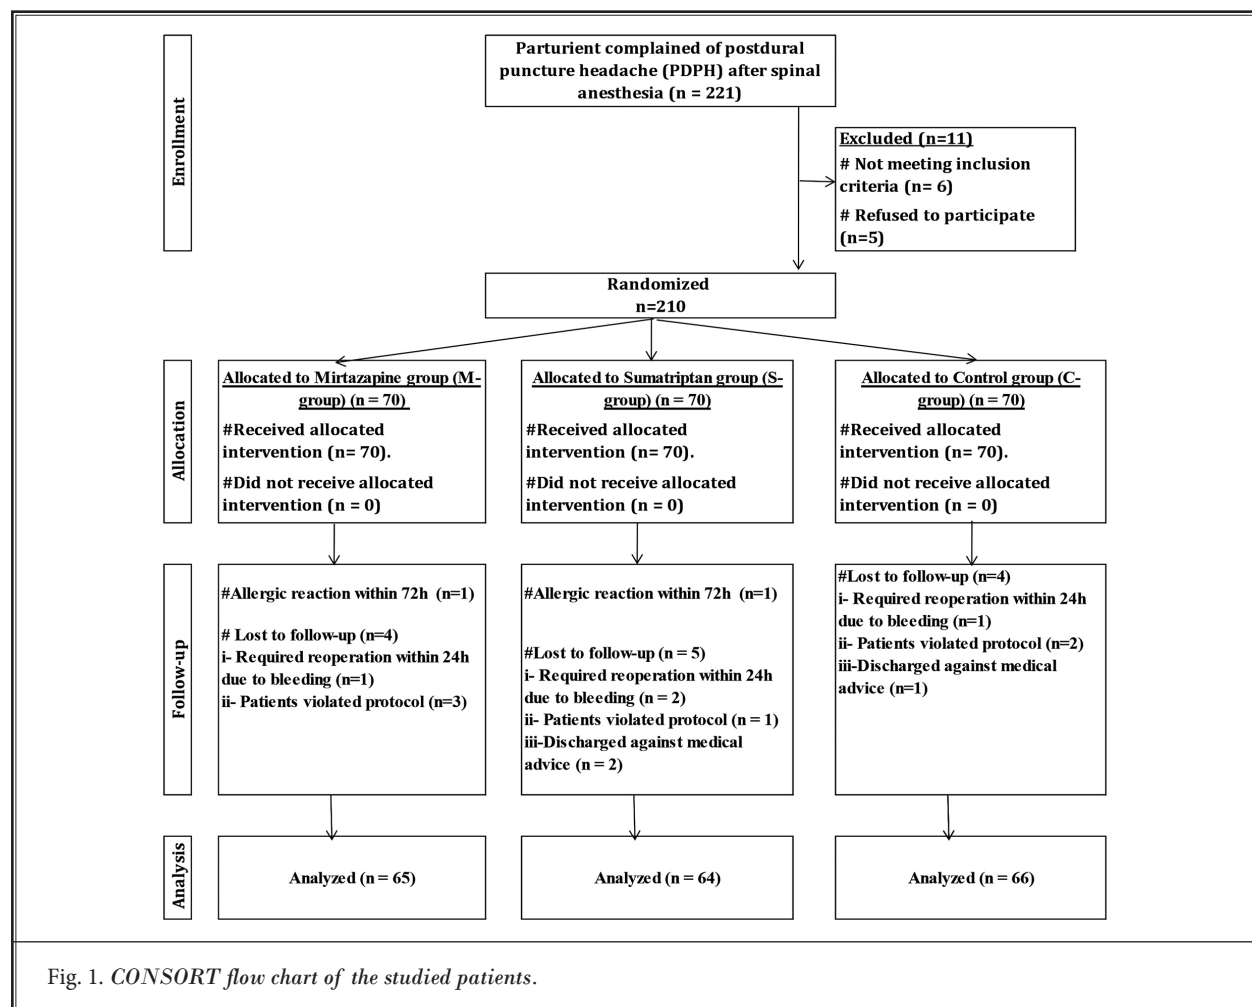 Enrollment
Parturient complained of postdural
puncture headache (PDPH) after spinal
anesthesia (n = 221)
Excluded (n=11)
# Not meeting inclusion
criteria (n= 6)
# Refused to participate
(n=5)
Randomized
n=210
Allocation
Allocated to Mirtazapine group (M-
group) (n = 70)
#Received allocated
intervention (n= 70).
#Did not receive allocated
intervention (n = 0)
Allocated to Sumatriptan group (S-
group) (n = 70)
#Received allocated
intervention (n= 70).
#Did not receive allocated
intervention (n = 0)
Allocated to Control group (C-
group) (n = 70)
#Received allocated
intervention (n= 70).
#Did not receive allocated
intervention (n = 0)
Follow-up
#Allergic reaction within 72h (n=1)
# Lost to follow-up (n=4)
i- Required reoperation within 24h
due to bleeding (n=1)
ii- Patients violated protocol (n=3)
#Allergic reaction within 72h (n=1)
#Lost to follow-up (n = 5)
i- Required reoperation within 24h
due to bleeding (n = 2)
ii- Patients violated protocol (n = 1)
iii-Discharged against medical
advice (n = 2)
#Lost to follow-up (n=4)
i- Required reoperation within 24h
due to bleeding (n=1)
ii- Patients violated protocol (n=2)
iii-Discharged against medical
advice (n=1)
Analysis
Analyzed (n = 65)
Analyzed (n = 64)
Analyzed (n = 66)
Fig. 1. CONSORT flow chart of the studied patients.